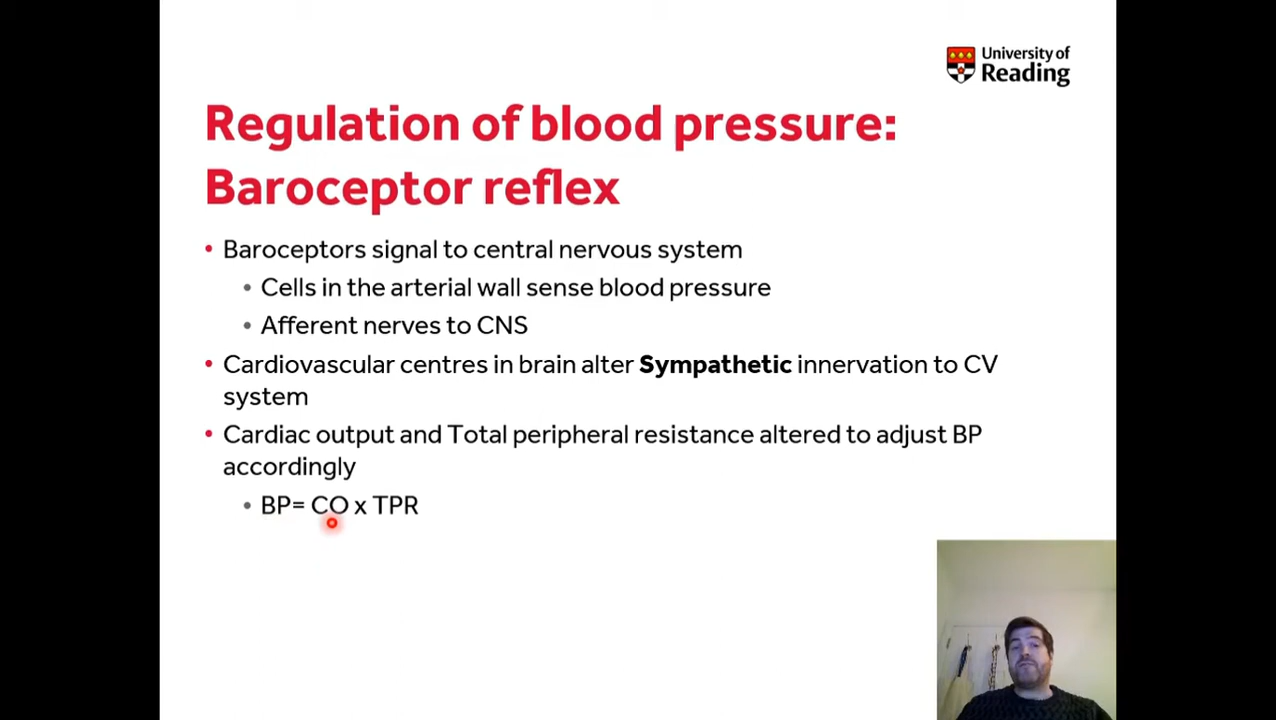 University of
Reading
Regulation of blood pressure:
Baroceptor reflex
• Baroceptors signal to central nervous system
• Cells in the arterial wall sense blood pressure
• Afferent nerves to CNS
• Cardiovascular centres in brain alter Sympathetic innervation to CV
system
• Cardiac output and Total peripheral resistance altered to adjust BP
accordingly
• BP= CO x TPR